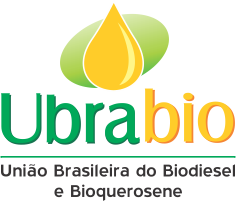 Ubrabio
União Brasileira do Biodiesel
e Bioquerosene